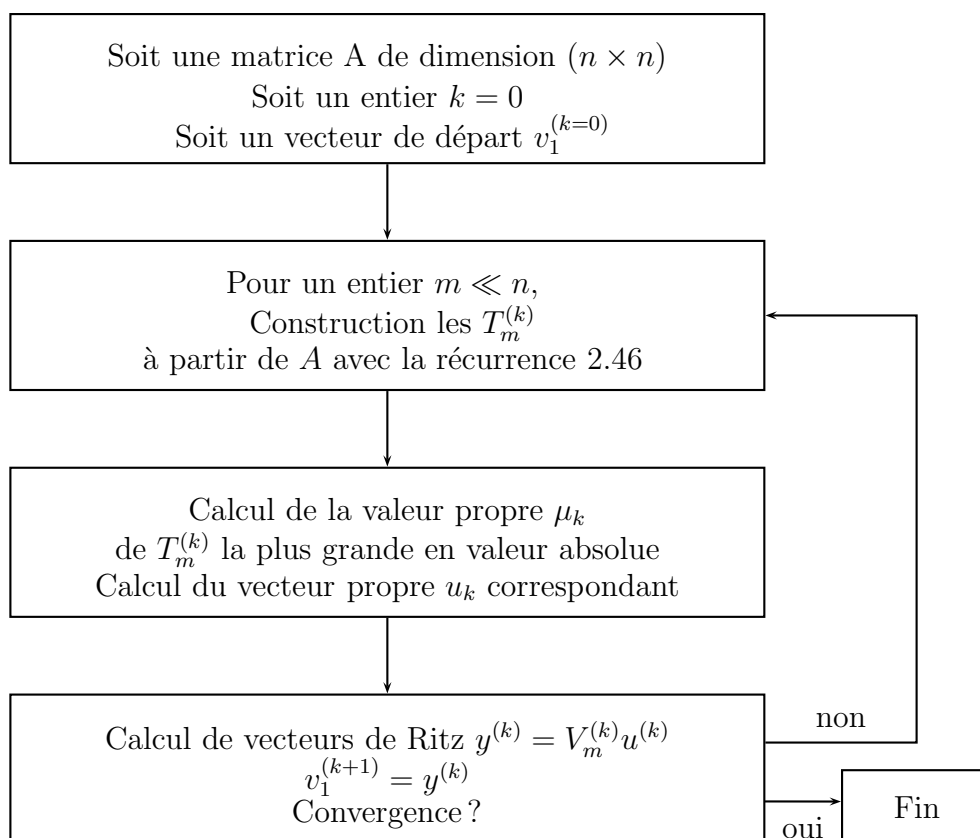 Soit une matrice A de dimension (n × n)
Soit un entier k = 0
Soit un vecteur de départ v_1^{(k=0)}
Pour un entier m ≪ n,
Construction les T_m^{(k)}
à partir de A avec la récurrence 2.46
Calcul de la valeur propre μ_k
de T_m^{(k)} la plus grande en valeur absolue
Calcul du vecteur propre u_k correspondant
Calcul de vecteurs de Ritz y^{(k)} = V_m^{(k)} u^{(k)}
v_1^{(k+1)} = y^{(k)}
Convergence ?
non
oui
Fin